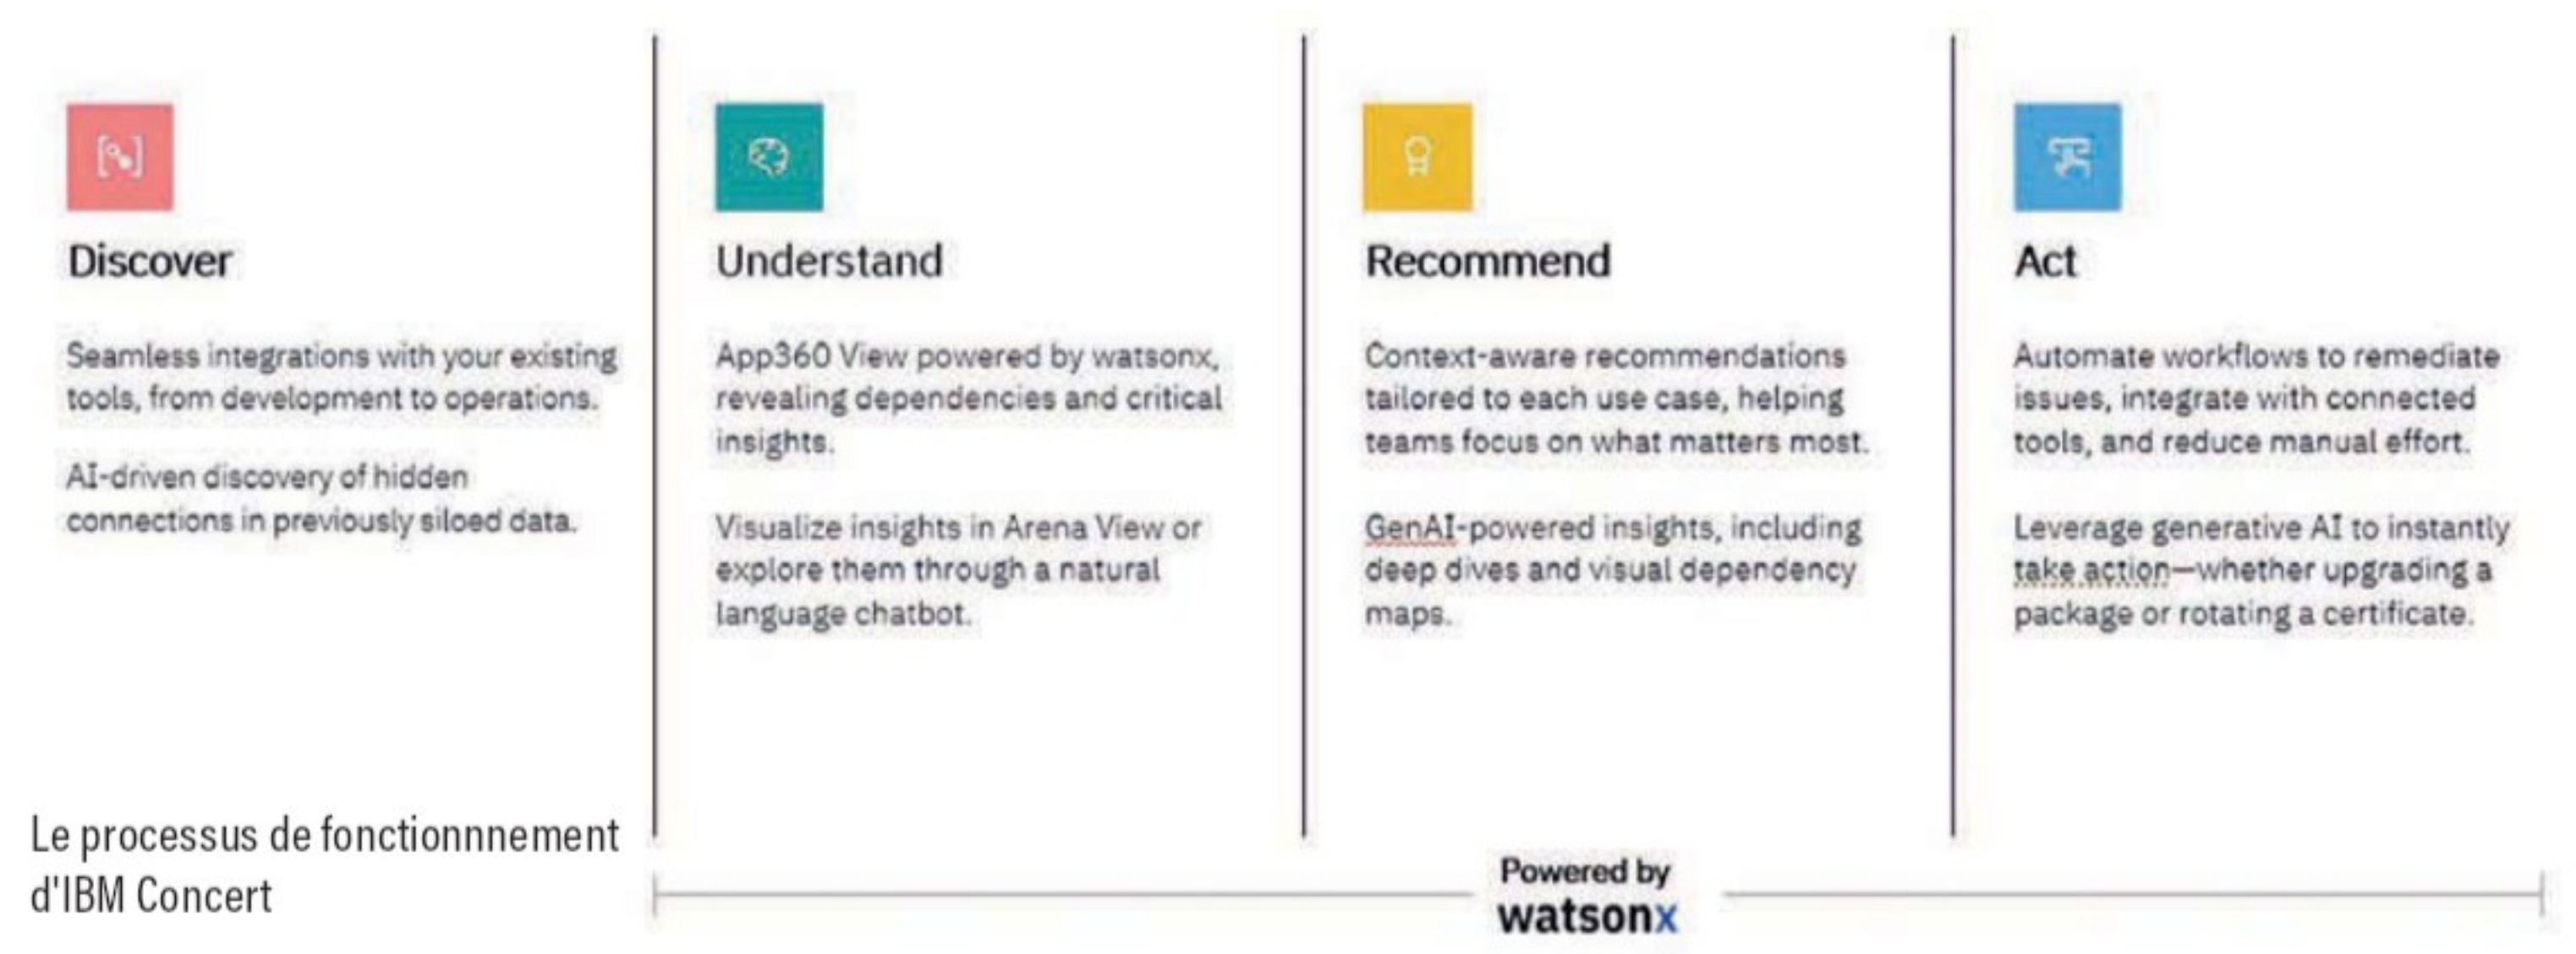 Discover
Seamless integrations with your existing
tools, from development to operations.
AI-driven discovery of hidden
connections in previously siloed data.
Understand
App360 View powered by watsonx,
revealing dependencies and critical
insights.
Visualize insights in Arena View or
explore them through a natural
language chatbot.
Recommend
Context-aware recommendations
tailored to each use case, helping
teams focus on what matters most.
GenAI-powered insights, including
deep dives and visual dependency
maps.
Act
Automate workflows to remediate
issues, integrate with connected
tools, and reduce manual effort.
Leverage generative AI to instantly
take action—whether upgrading a
package or rotating a certificate.
Le processus de fonctionnnement
d'IBM Concert
Powered by
watsonx